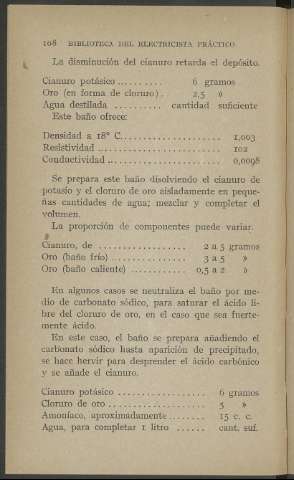 108 BIBLIOTECA DEL ELECTRICISTA PRÁCTICO
La disminución del cianuro retarda el depósito.
Cianuro potásico .......... 6 gramos
Oro (en forma de cloruro). 2,5 »
Agua destilada .......... cantidad suficiente
Este baño ofrece:
Densidad a 18° C. ..................... 1,003
Resistividad .......................... 102
Conductividad ........................ 0,0098
Se prepara este baño disolviendo el cianuro de
potasio y el cloruro de oro aisladamente en peque-
ñas cantidades de agua; mezclar y completar el
volumen.
La proporción de componentes puede variar.
Cianuro, de .................. 2 a 5 gramos
Oro (baño frío) ............... 3 a 5 »
Oro (baño caliente) ............ 0,5 a 2 »
En algunos casos se neutraliza el baño por me-
dio de carbonato sódico, para saturar el ácido li-
bre del cloruro de oro, en el caso que sea fuerte-
mente ácido.
En este caso, el baño se prepara añadiendo el
carbonato sódico hasta aparición de precipitado,
se hace hervir para desprender el ácido carbónico
y se añade el cianuro.
Cianuro potásico ................... 6 gramos
Cloruro de oro ..................... 5 »
Amoníaco, aproximadamente ........ 15 c. c.
Agua, para completar 1 litro ....... cant. suf.